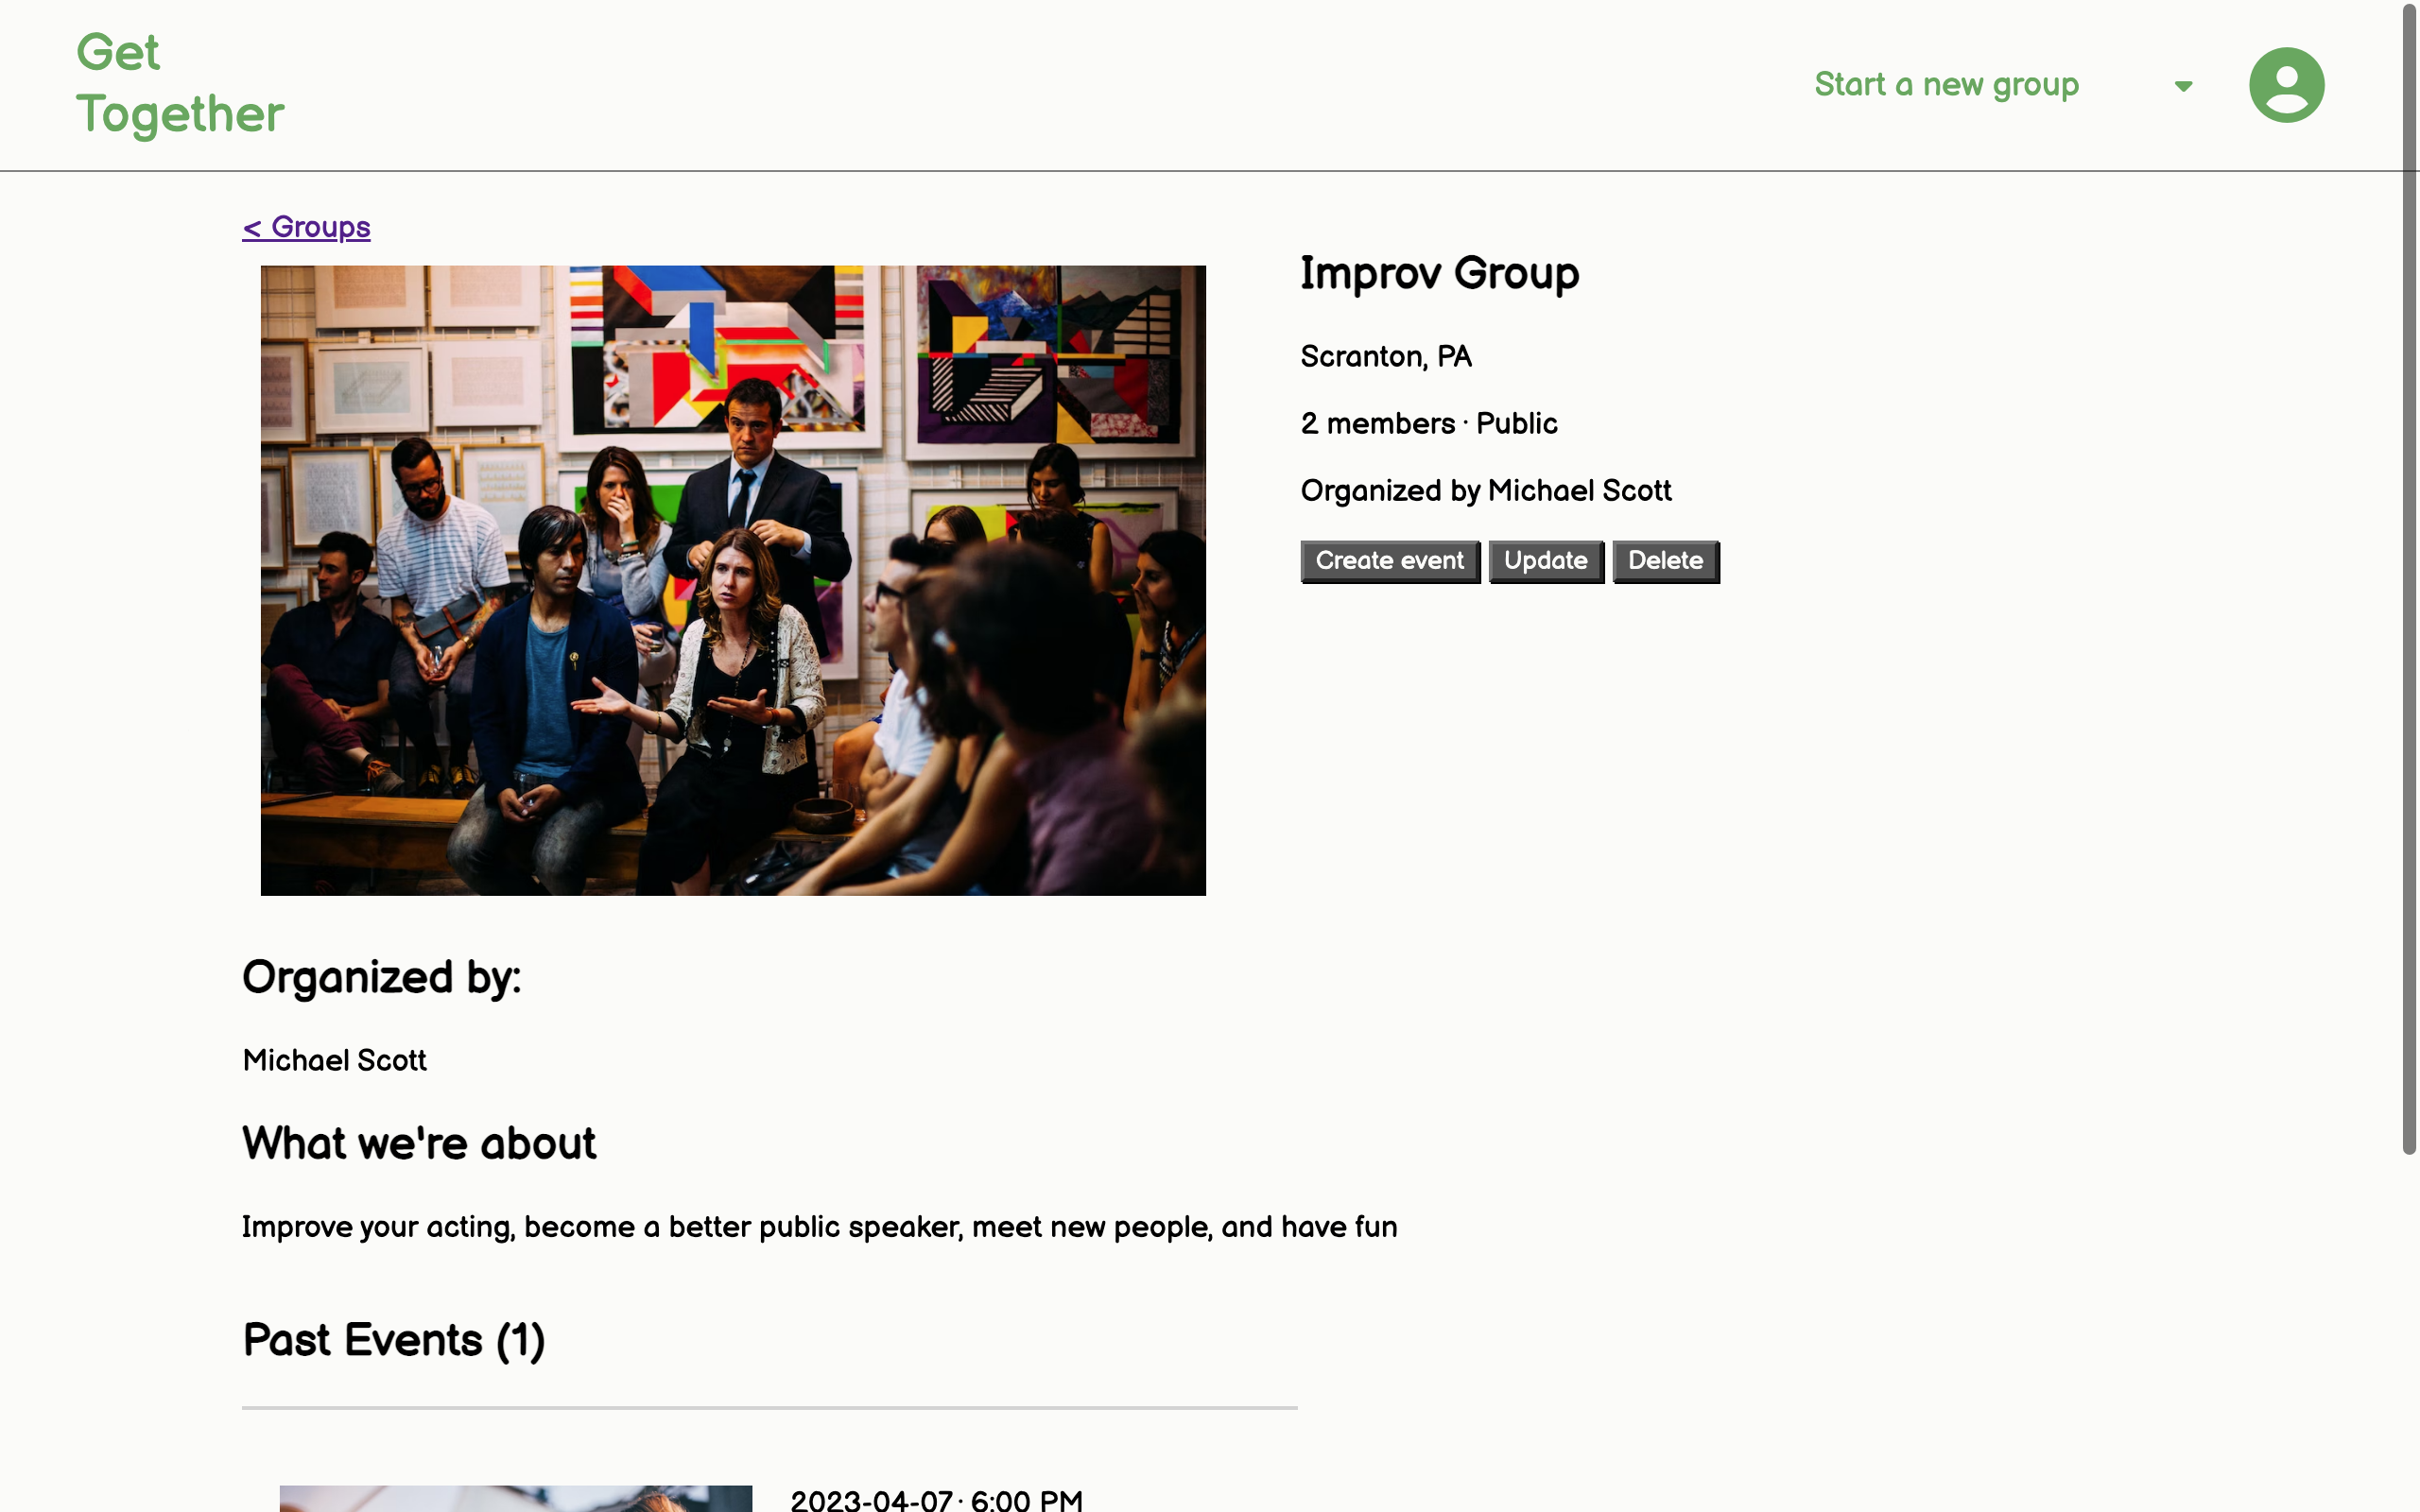 Get
Together
Start a new group
< Groups
Improv Group
Scranton, PA
2 members · Public
Organized by Michael Scott
Create event
Update
Delete
Organized by:
Michael Scott
What we're about
Improve your acting, become a better public speaker, meet new people, and have fun
Past Events (1)
2023-04-07 · 6:00 PM